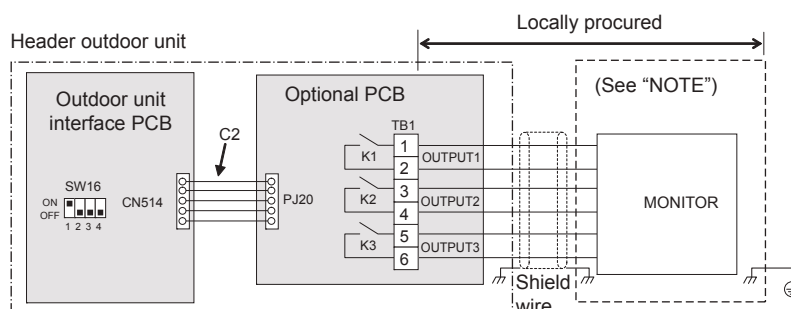 Locally procured
Header outdoor unit
Outdoor unit
interface PCB
C2
Optional PCB
(See “NOTE”)
TB1
SW16
ON
OFF
1 2 3 4
CN514
PJ20
K1
K2
K3
1
2
3
4
5
6
OUTPUT1
OUTPUT2
OUTPUT3
Shield
wire
MONITOR